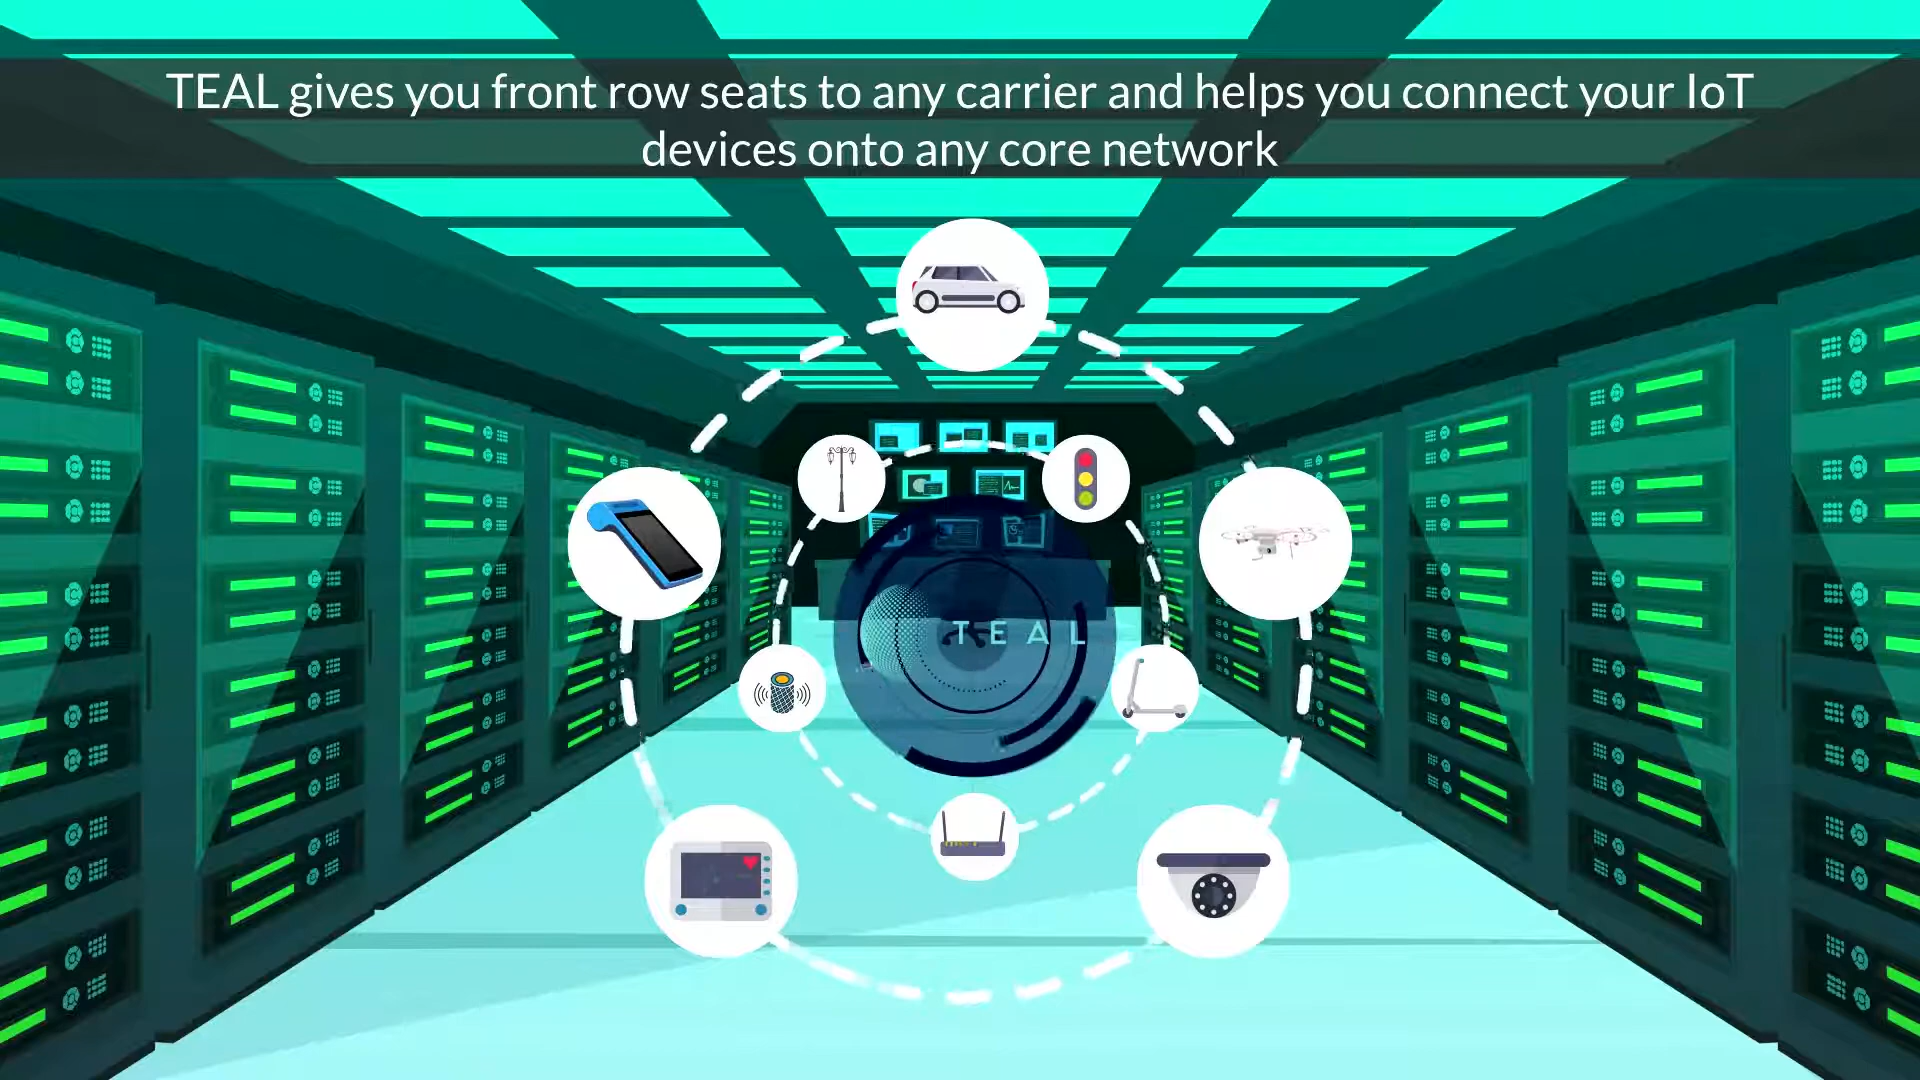 TEAL gives you front row seats to any carrier and helps you connect your IoT
devices onto any core network
TEAL